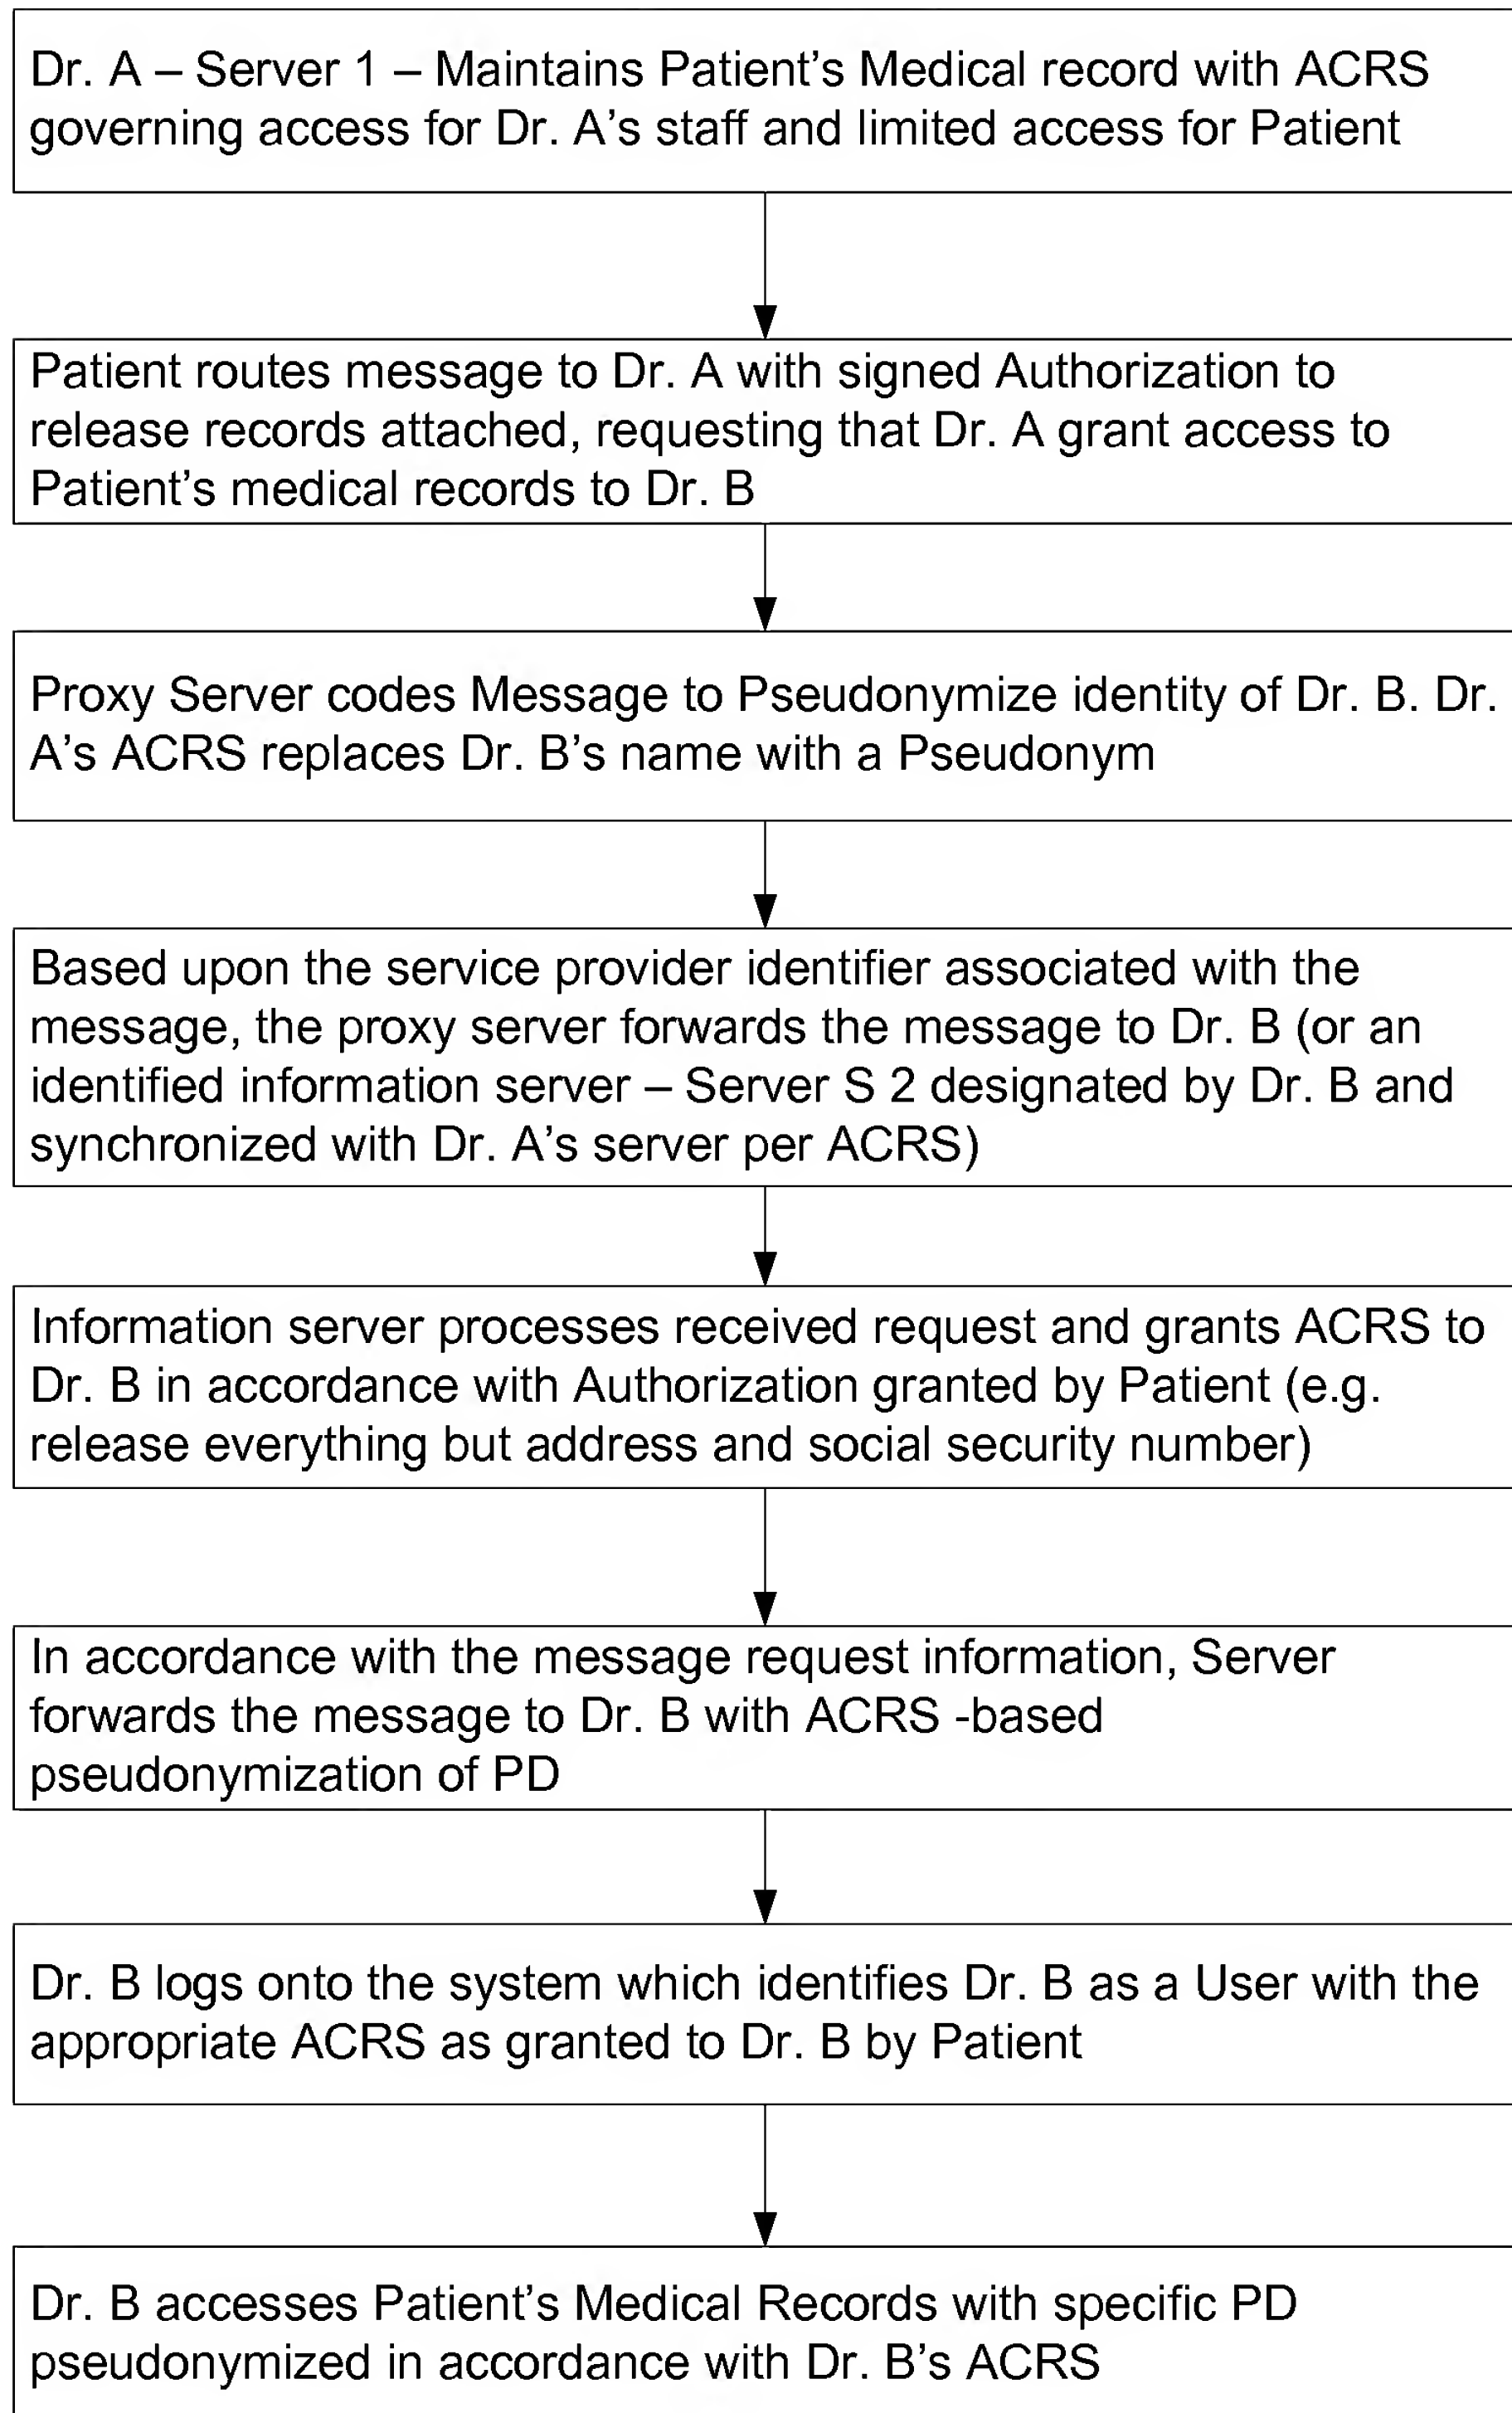 Dr. A – Server 1 – Maintains Patient’s Medical record with ACRS
governing access for Dr. A’s staff and limited access for Patient
Patient routes message to Dr. A with signed Authorization to
release records attached, requesting that Dr. A grant access to
Patient’s medical records to Dr. B
Proxy Server codes Message to Pseudonymize identity of Dr. B. Dr.
A’s ACRS replaces Dr. B’s name with a Pseudonym
Based upon the service provider identifier associated with the
message, the proxy server forwards the message to Dr. B (or an
identified information server – Server S 2 designated by Dr. B and
synchronized with Dr. A’s server per ACRS)
Information server processes received request and grants ACRS to
Dr. B in accordance with Authorization granted by Patient (e.g.
release everything but address and social security number)
In accordance with the message request information, Server
forwards the message to Dr. B with ACRS -based
pseudonymization of PD
Dr. B logs onto the system which identifies Dr. B as a User with the
appropriate ACRS as granted to Dr. B by Patient
Dr. B accesses Patient’s Medical Records with specific PD
pseudonymized in accordance with Dr. B’s ACRS